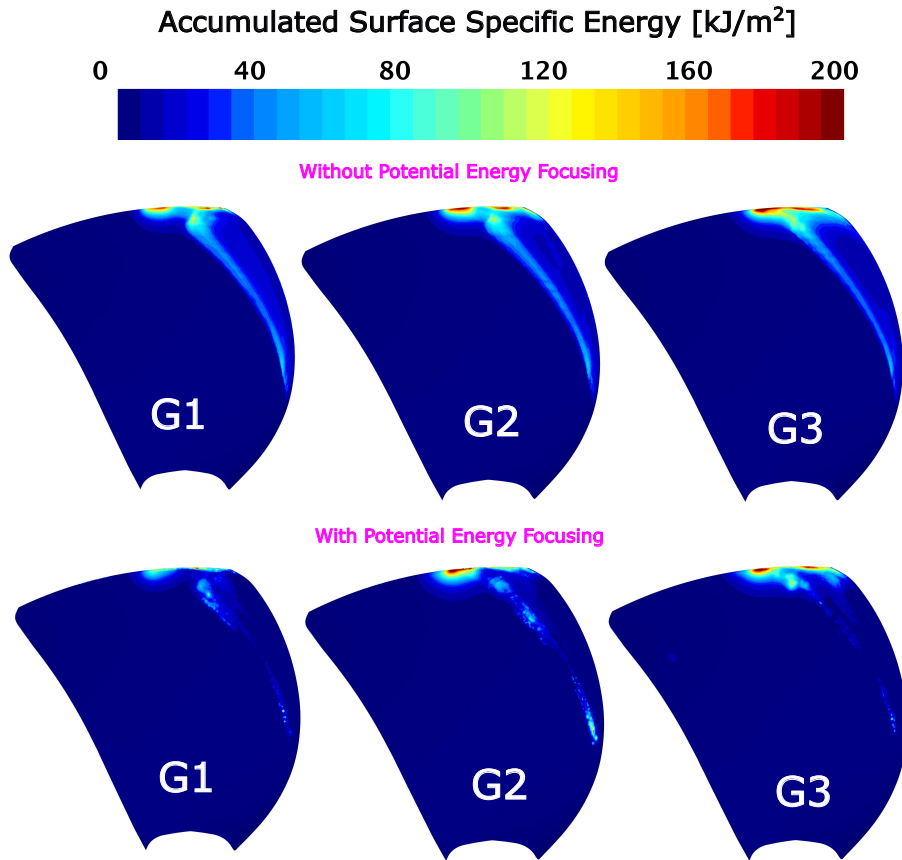 Accumulated Surface Specific Energy [kJ/m²]
0 40 80 120 160 200
Without Potential Energy Focusing
G1 G2 G3
With Potential Energy Focusing
G1 G2 G3